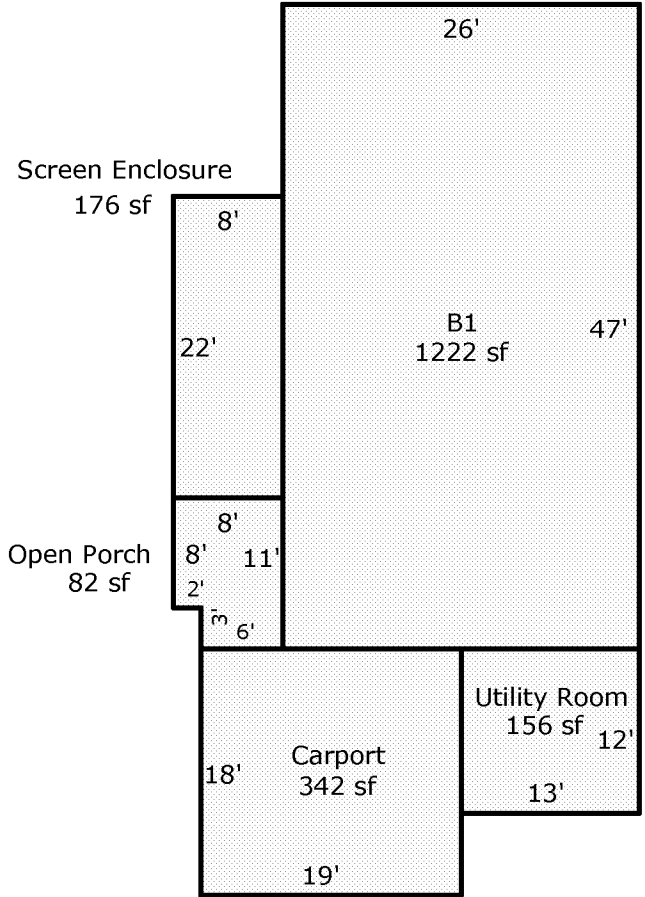 26'
Screen Enclosure
176 sf
8'
B1
1222 sf
47'
22'
8'
Open Porch
82 sf
8'
11'
2'
3'
6'
Utility Room
156 sf
12'
13'
Carport
342 sf
18'
19'